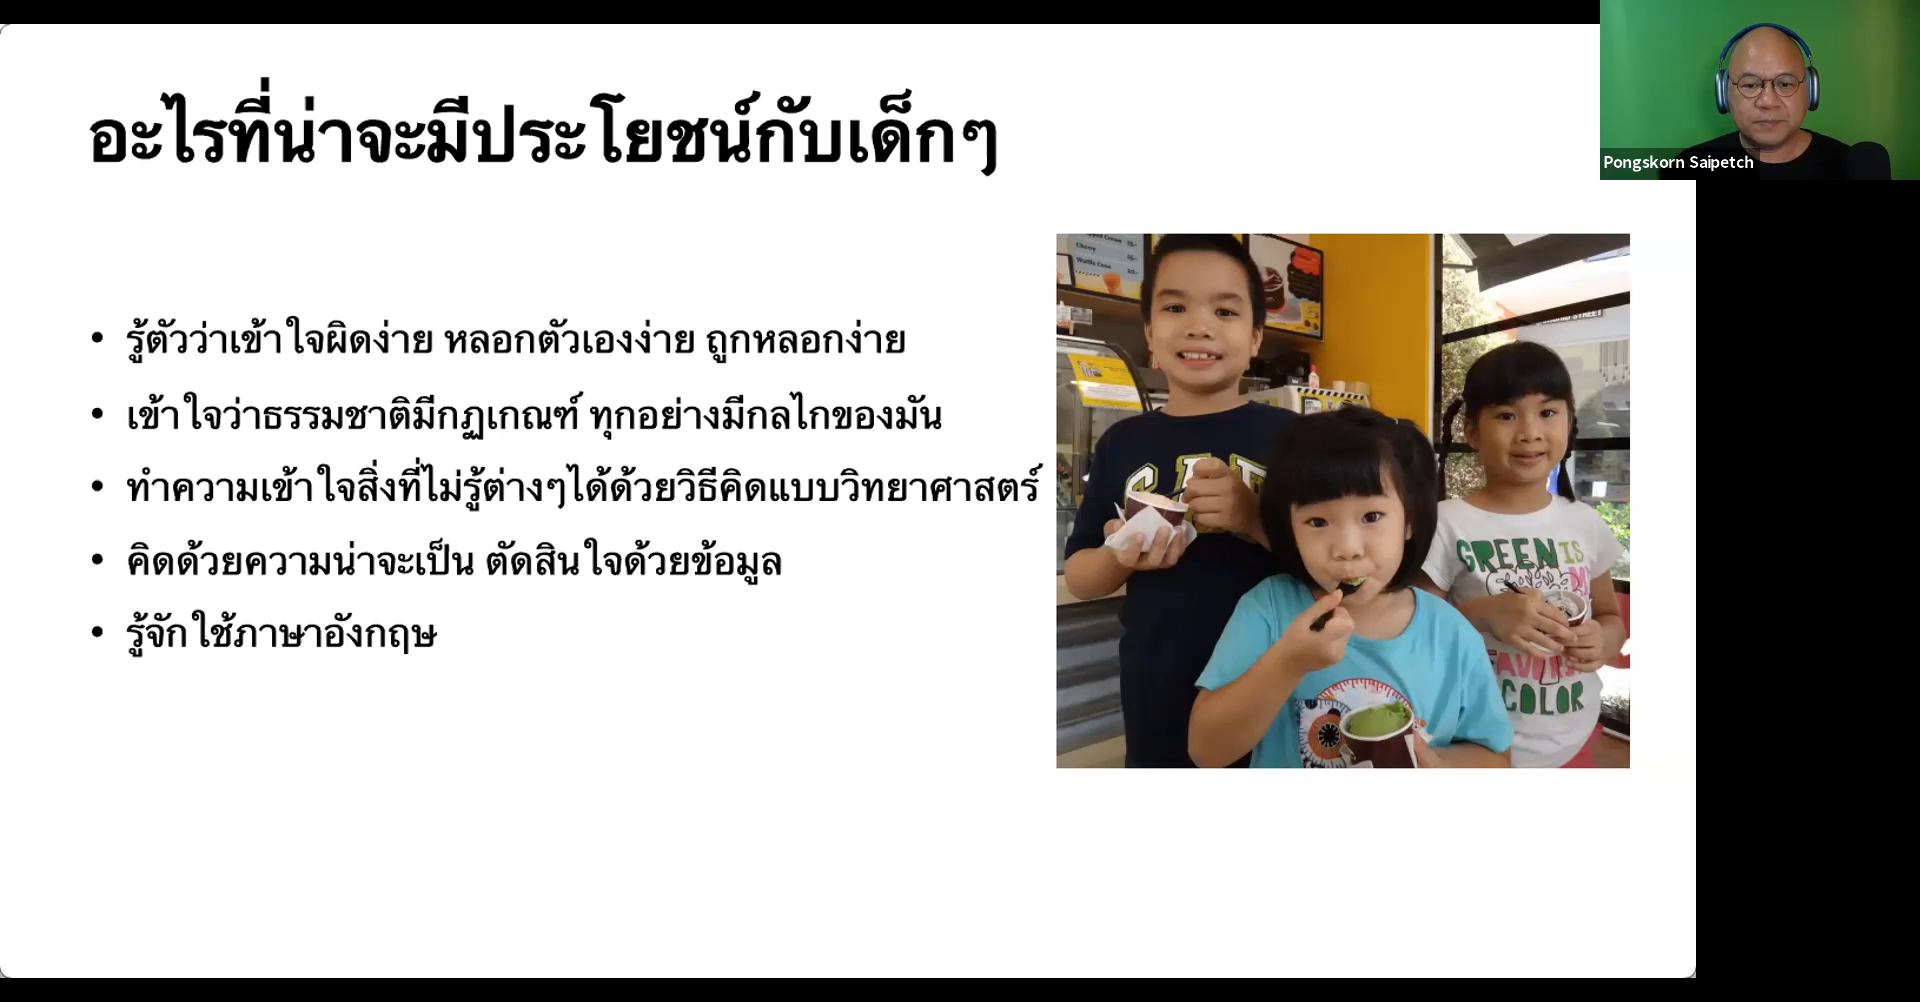 อะไรที่น่าจะมีประโยชน์กับเด็กๆ
• รู้ตัวว่าเข้าใจผิดง่าย หลอกตัวเองง่าย ถูกหลอกง่าย
• เข้าใจว่าธรรมชาติมีกฏเกณฑ์ ทุกอย่างมีกลไกของมัน
• ทำความเข้าใจสิ่งที่ไม่รู้ต่างๆได้ด้วยวิธีคิดแบบวิทยาศาสตร์
• คิดด้วยความน่าจะเป็น ตัดสินใจด้วยข้อมูล
• รู้จักใช้ภาษาอังกฤษ
Pongskorn Saipetch
Cream
Cherry
Waffle Cone
GREEN IS
COLOR